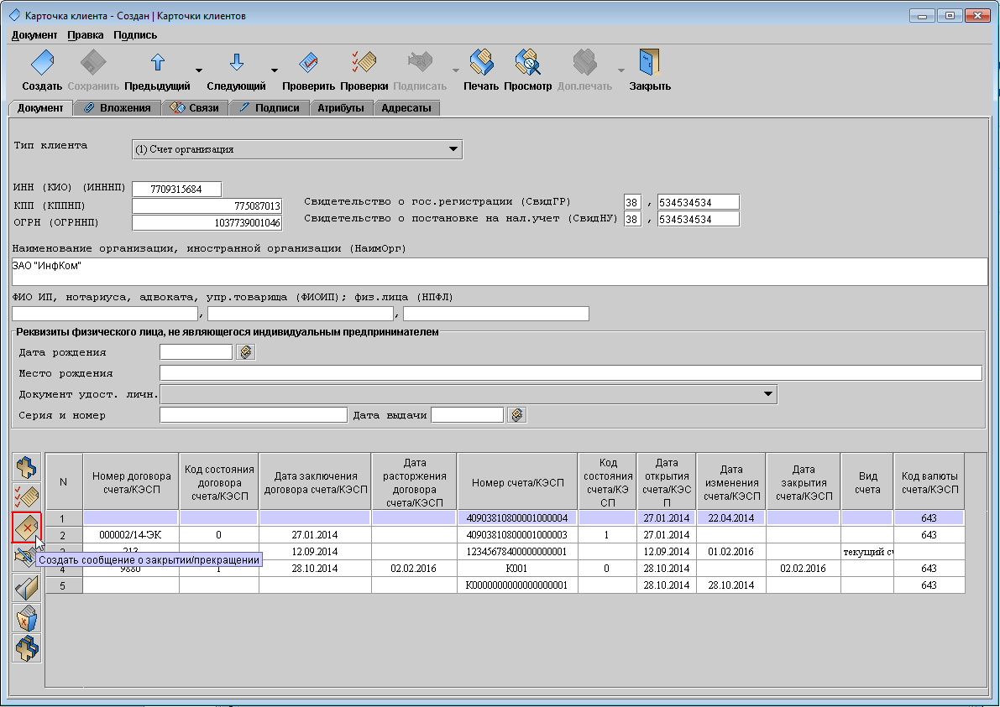 Карточка клиента - Создан | Карточки клиентов
Документ Правка Подпись
Создать Сохранить Предыдущий Следующий Проверить Проверки Подписать Печать Просмотр Доп.печать Закрыть
Документ Вложения Связи Подписи Атрибуты Адресаты
Тип клиента (1) Счет организация
ИНН (КИО) (ИНННП) 7709315684
КПП (КППНП) 775087013 Свидетельство о гос.регистрации (СвидГР) 38 , 534534534
ОГРН (ОГРННП) 1037739001046 Свидетельство о постановке на нал.учет (СвидНУ) 38 , 534534534
Наименование организации, иностранной организации (НаимОрг)
ЗАО "ИнфКом"
ФИО ИП, нотариуса, адвоката, упр.товарища (ФИОИП); физ.лица (НПФЛ)
, ,
Реквизиты физического лица, не являющегося индивидуальным предпринимателем
Дата рождения
Место рождения
Документ удост. личн.
Серия и номер Дата выдачи
N Номер договора счета/КЭСП Код состояния договора счета/КЭСП Дата заключения договора счета/КЭСП Дата расторжения договора счета/КЭСП Номер счета/КЭСП Код состояния счета/КЭ СП Дата открытия счета/КЭС П Дата изменения счета/КЭСП Дата закрытия счета/КЭСП Вид счета Код валюты счета/КЭСП
1 40903810800001000004 27.01.2014 22.04.2014 643
2 000002/14-ЭК 0 27.01.2014 40903810800001000003 1 27.01.2014 643
12.09.2014 12345678400000000001 12.09.2014 01.02.2016 текущий
Создать сообщение о закрытии/прекращении
4 9880 1 28.10.2014 02.02.2016 К001 0 28.10.2014 02.02.2016 643
5 К0000000000000000001 28.10.2014 28.10.2014 643